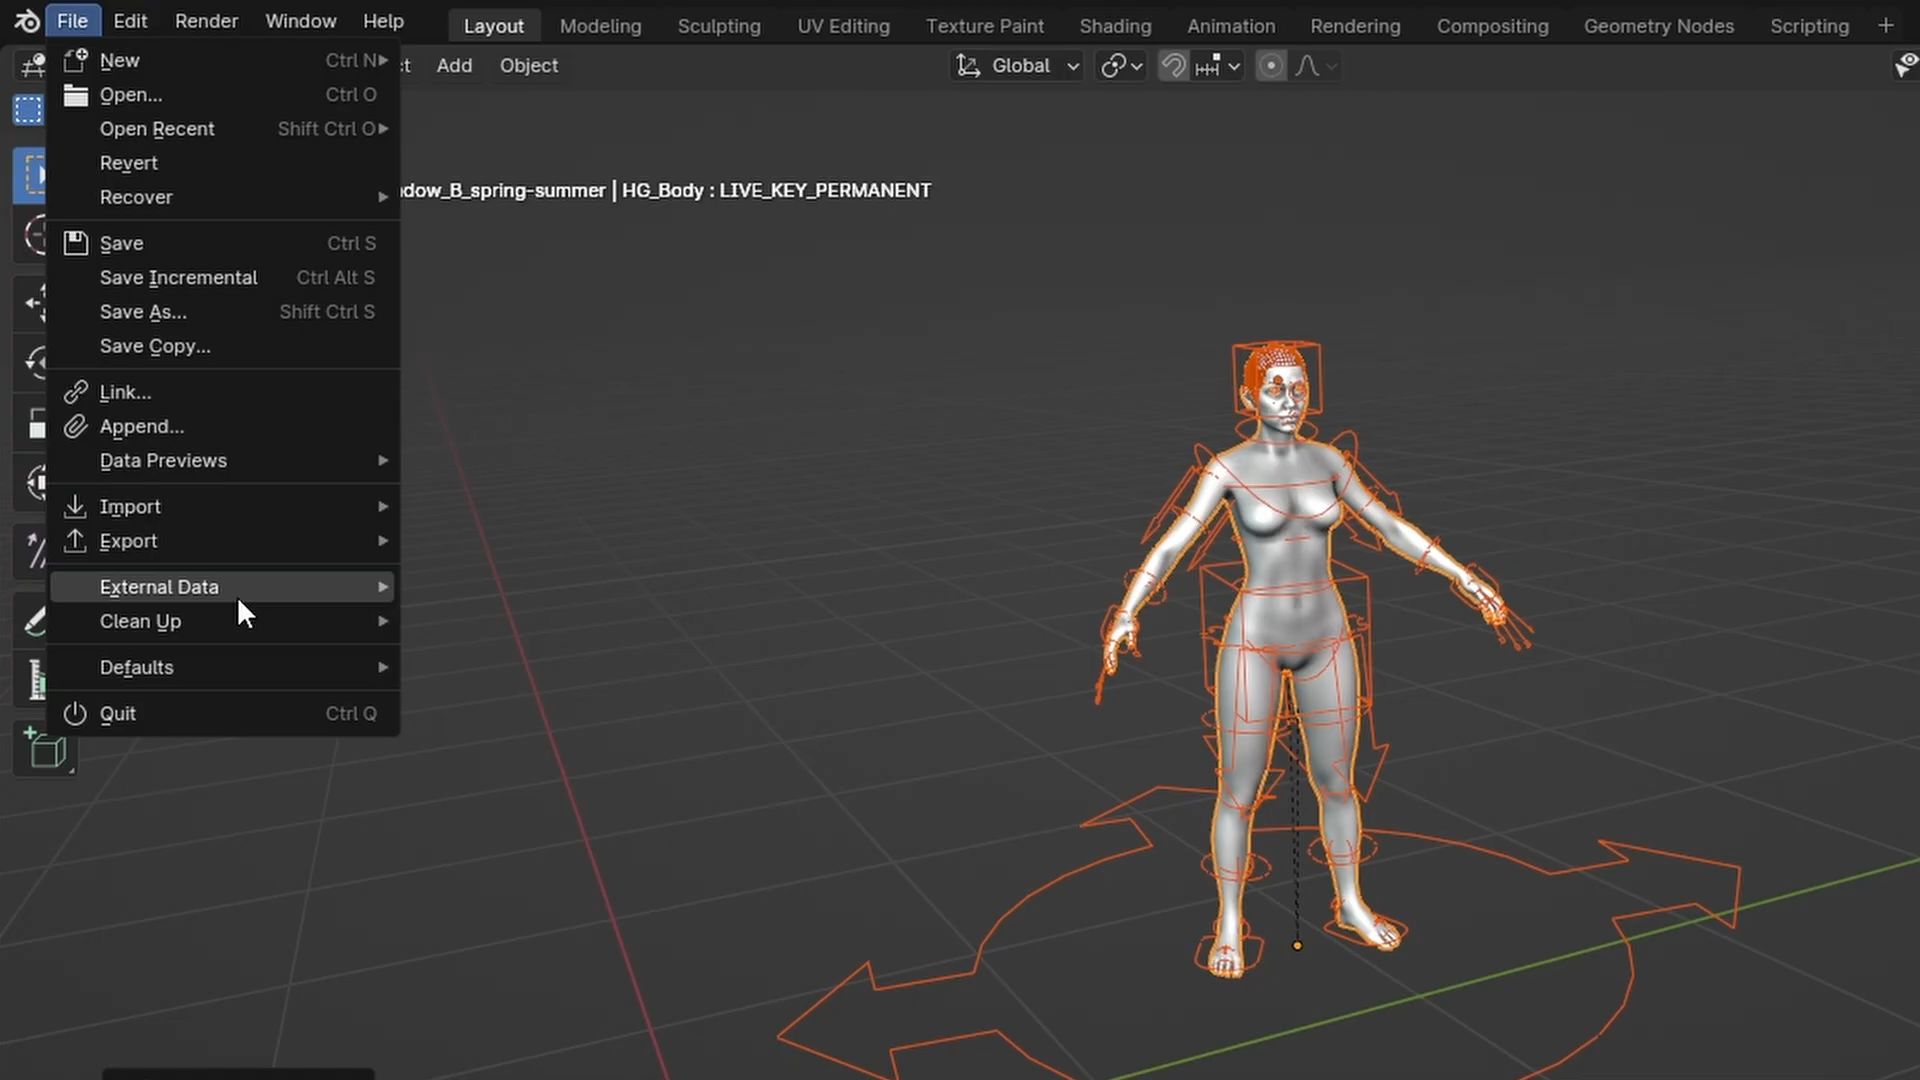 File Edit Render Window Help
Layout Modeling Sculpting UV Editing Texture Paint Shading Animation Rendering Compositing Geometry Nodes Scripting +
Add Object
Global
New Ctrl N
Open... Ctrl O
Open Recent Shift Ctrl O
Revert
Recover
dow_B_spring-summer | HG_Body : LIVE_KEY_PERMANENT
Save Ctrl S
Save Incremental Ctrl Alt S
Save As... Shift Ctrl S
Save Copy...
Link...
Append...
Data Previews
Import
Export
External Data
Clean Up
Defaults
Quit Ctrl Q